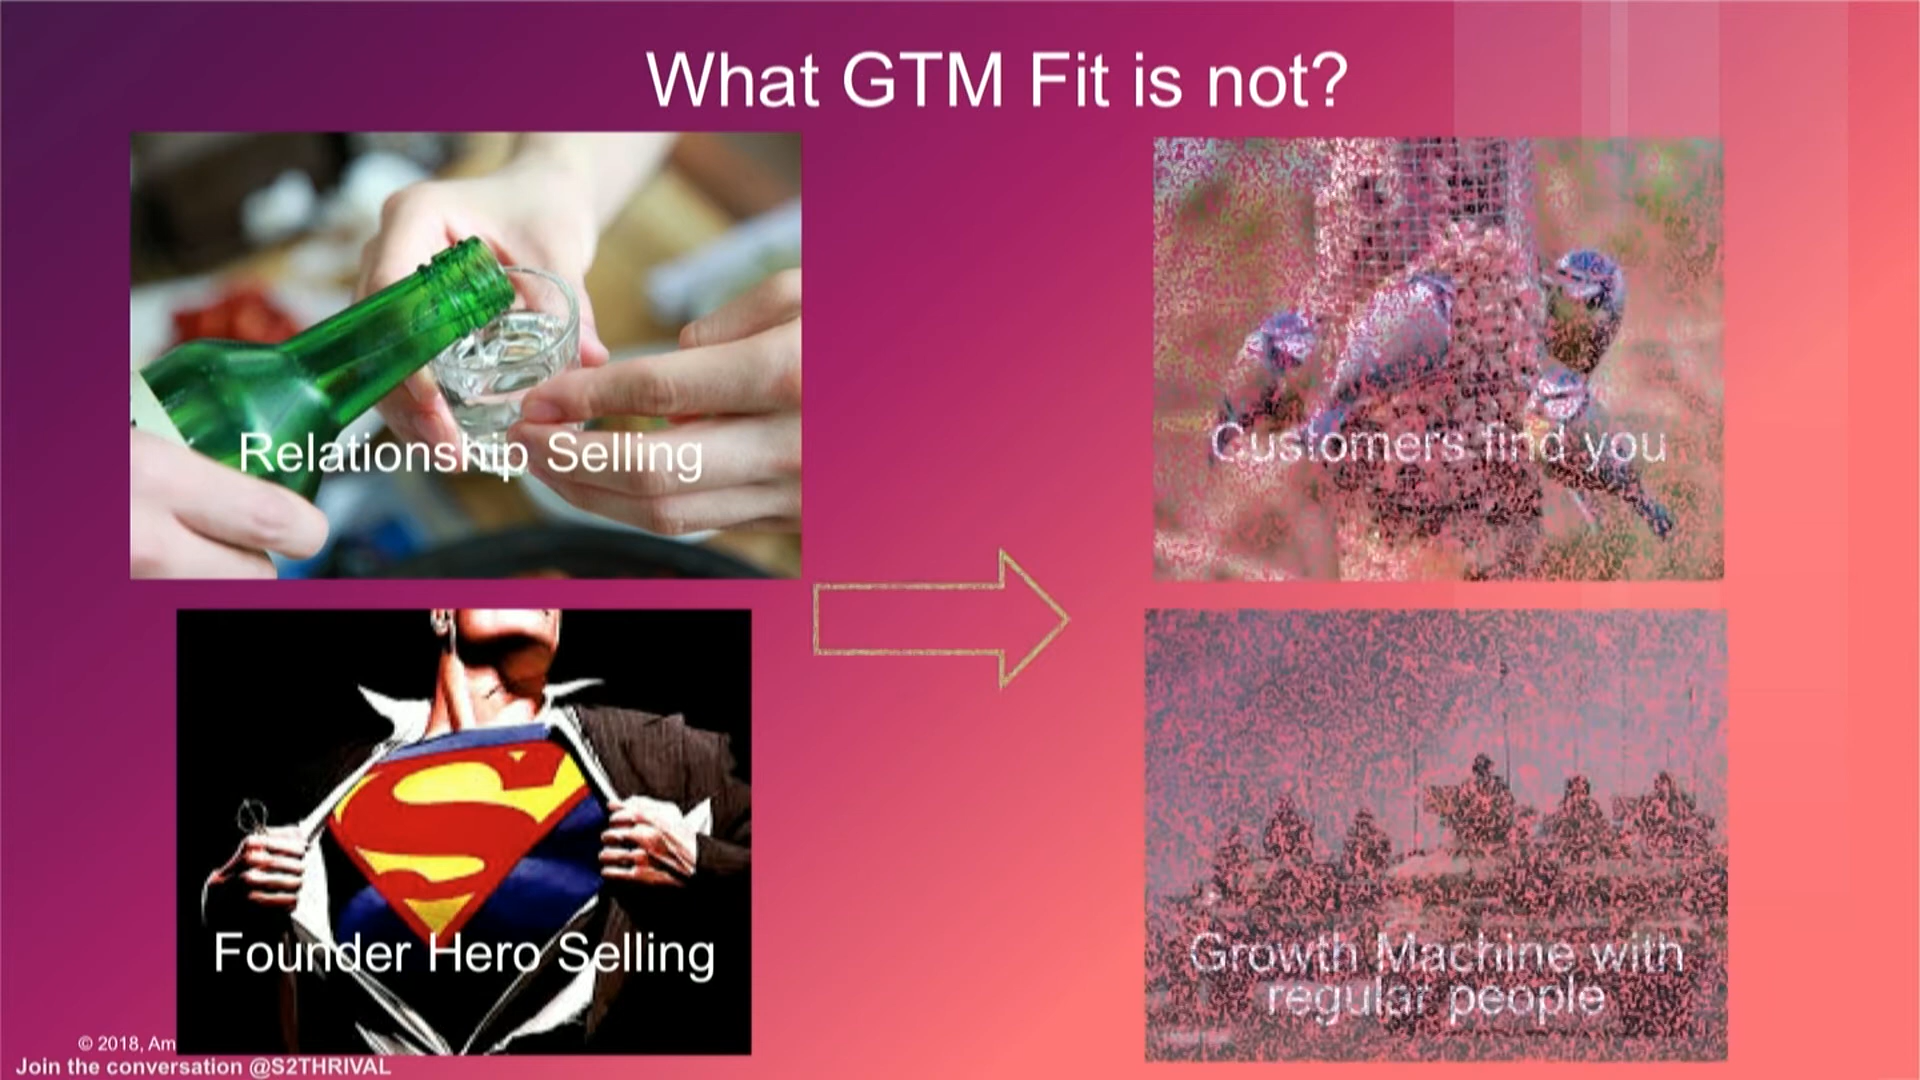 What GTM Fit is not?
Relationship Selling
Customers find you
Founder Hero Selling
Growth Machine with
regular people
© 2018, Am
Join the conversation @S2THRIVAL